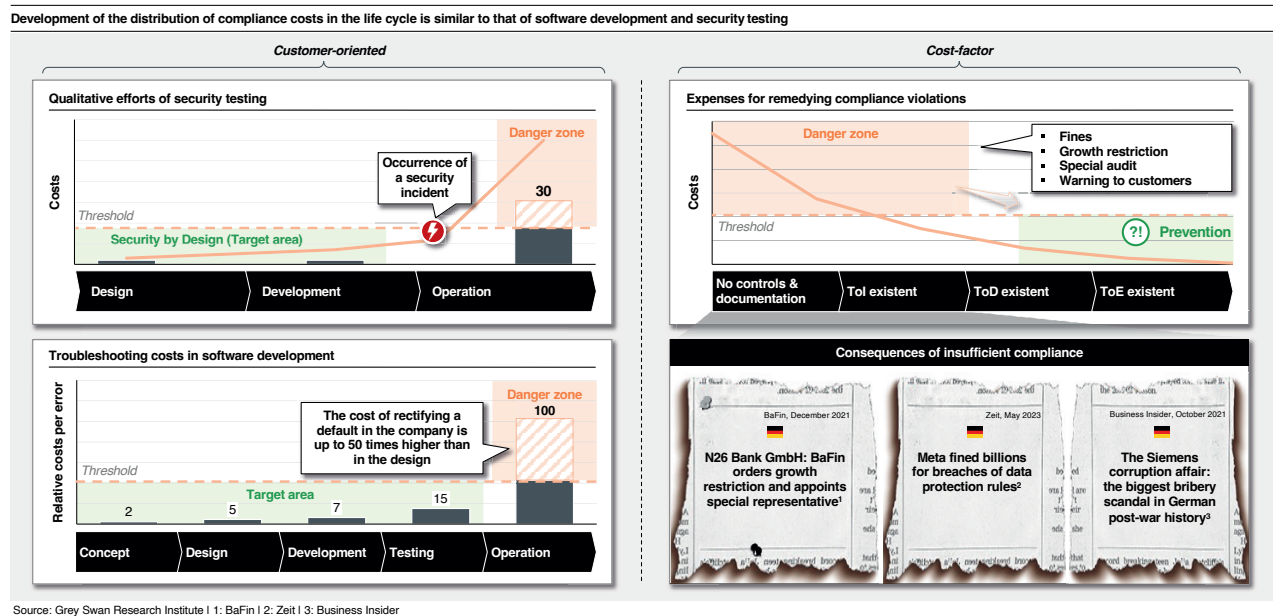 Development of the distribution of compliance costs in the life cycle is similar to that of software development and security testing
Customer-oriented
Qualitative efforts of security testing
Costs
Danger zone
Occurrence of
a security
incident
30
Threshold
Security by Design (Target area)
Design
Development
Operation
Troubleshooting costs in software development
Relative costs per error
Danger zone
100
The cost of rectifying a
default in the company is
up to 50 times higher than
in the design
Threshold
Target area
2
5
7
15
Concept
Design
Development
Testing
Operation
Cost-factor
Expenses for remedying compliance violations
Costs
Danger zone
▪ Fines
▪ Growth restriction
▪ Special audit
▪ Warning to customers
Threshold
?!
Prevention
No controls &
documentation
ToI existent
ToD existent
ToE existent
Consequences of insufficient compliance
BaFin, December 2021
N26 Bank GmbH: BaFin
orders growth
restriction and appoints
special representative¹
Zeit, May 2023
Meta fined billions
for breaches of data
protection rules²
Business Insider, October 2021
The Siemens
corruption affair:
the biggest bribery
scandal in German
post-war history³
Source: Grey Swan Research Institute I 1: BaFin I 2: Zeit I 3: Business Insider